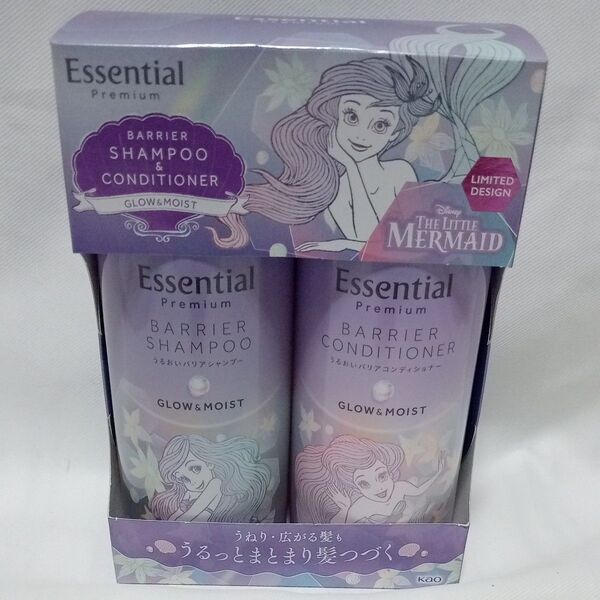 Essential
Premium
BARRIER
SHAMPOO
&
CONDITIONER
GLOW&MOIST
LIMITED
DESIGN
Disney
THE LITTLE
MERMAID
Essential
Premium
BARRIER
SHAMPOO
うるおいバリアシャンプー
GLOW&MOIST
Essential
Premium
BARRIER
CONDITIONER
うるおいバリアコンディショナー
GLOW&MOIST
うねり・広がる髪も
うるっとまとまり髪つづく
Kao